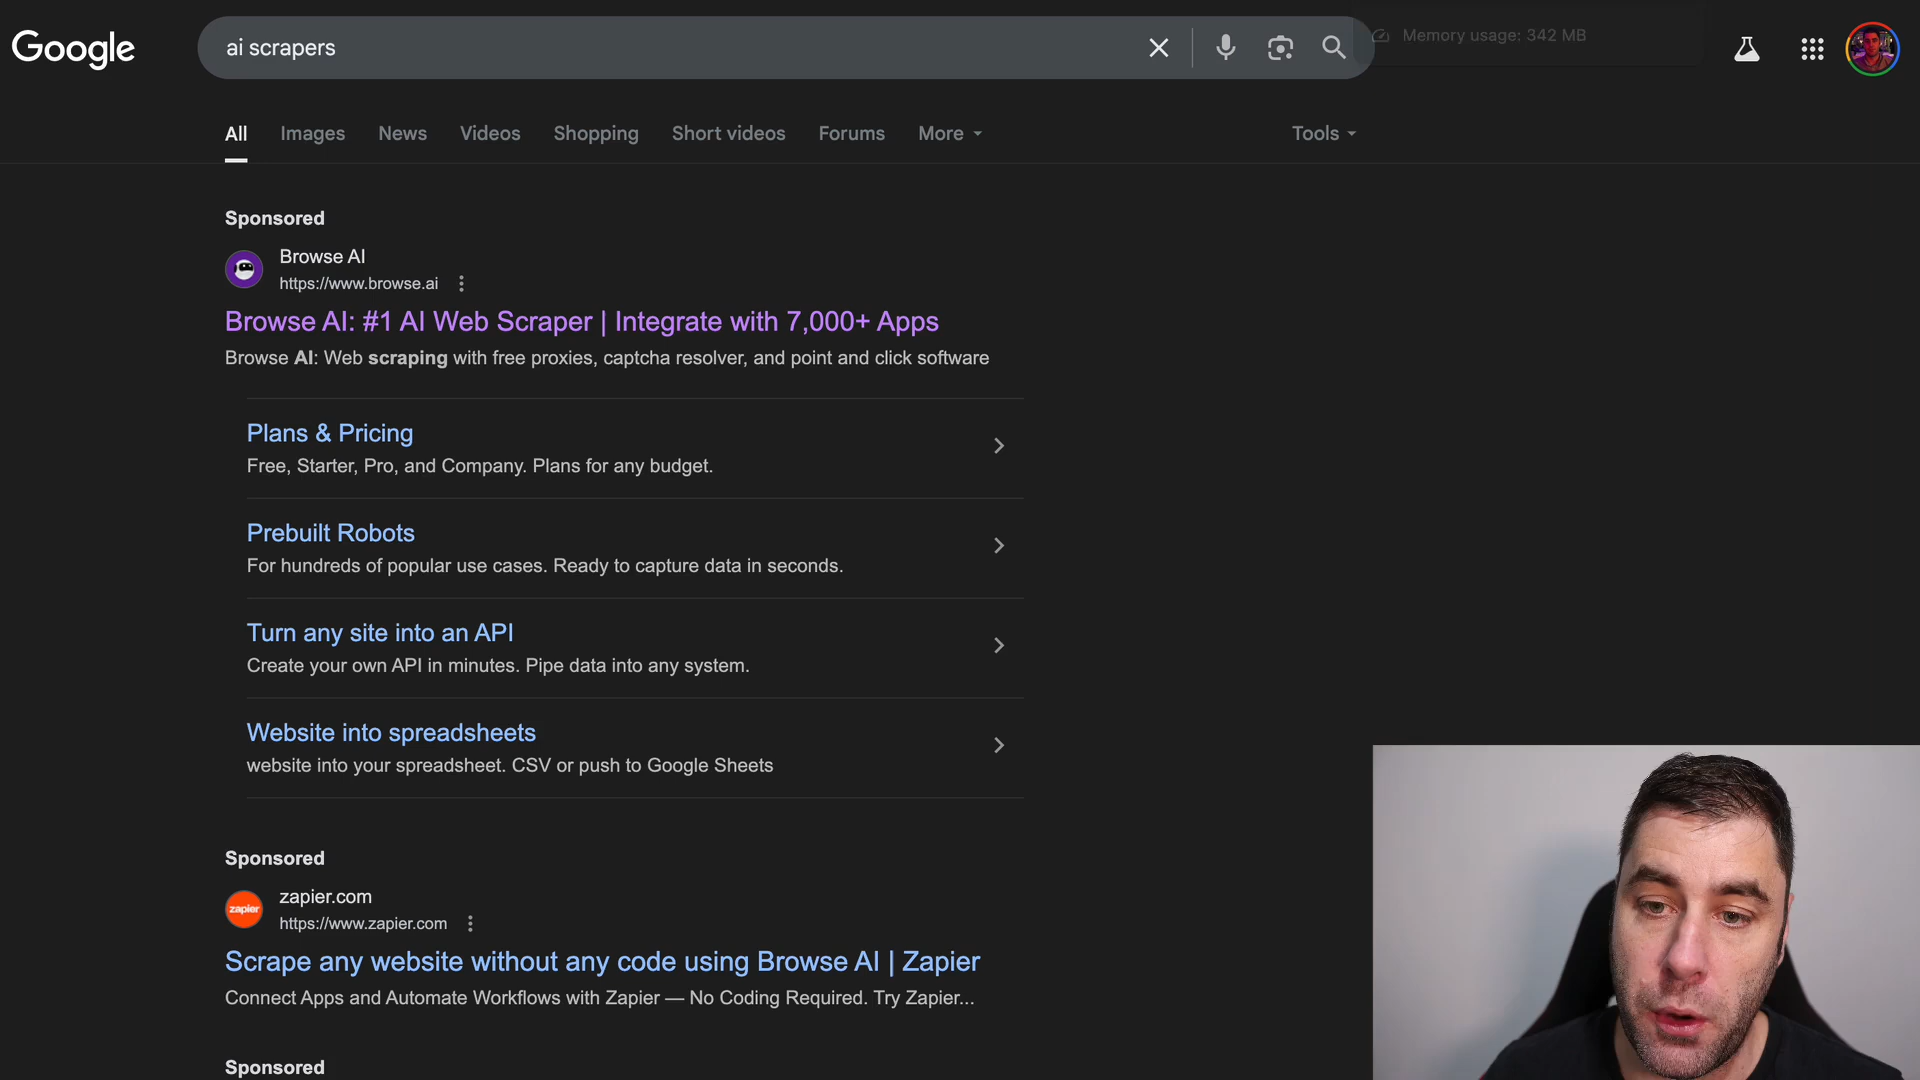 Google
ai scrapers
Memory usage: 342 MB
All
Images
News
Videos
Shopping
Short videos
Forums
More
Tools
Sponsored
Browse AI
https://www.browse.ai
Browse AI: #1 AI Web Scraper | Integrate with 7,000+ Apps
Browse AI: Web scraping with free proxies, captcha resolver, and point and click software
Plans & Pricing
Free, Starter, Pro, and Company. Plans for any budget.
Prebuilt Robots
For hundreds of popular use cases. Ready to capture data in seconds.
Turn any site into an API
Create your own API in minutes. Pipe data into any system.
Website into spreadsheets
website into your spreadsheet. CSV or push to Google Sheets
Sponsored
zapier
zapier.com
https://www.zapier.com
Scrape any website without any code using Browse AI | Zapier
Connect Apps and Automate Workflows with Zapier — No Coding Required. Try Zapier...
Sponsored